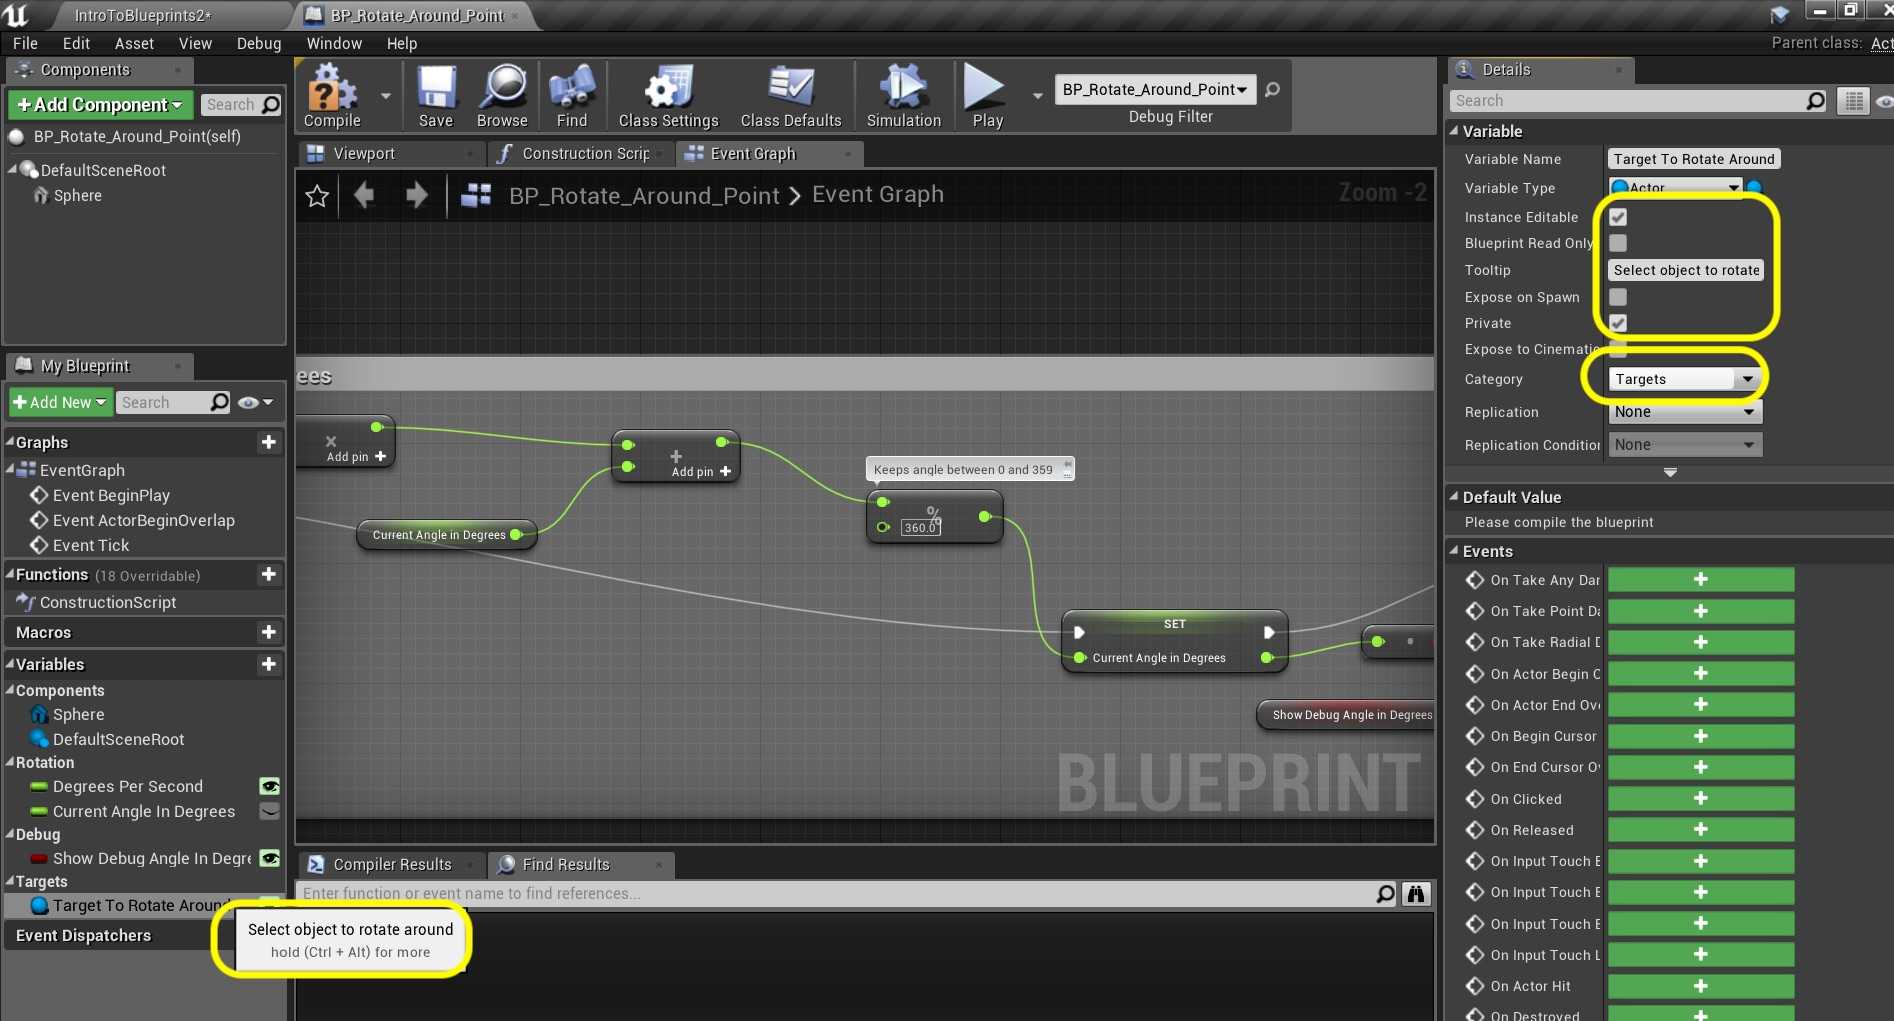 IntroToBlueprints2*
BP_Rotate_Around_Point
File Edit Asset View Debug Window Help
Parent class: Act
Components
Add Component
Search
BP_Rotate_Around_Point(self)
DefaultSceneRoot
Sphere
My Blueprint
Add New
Search
Graphs
EventGraph
Event BeginPlay
Event ActorBeginOverlap
Event Tick
Functions (18 Overridable)
ConstructionScript
Macros
Variables
Components
Sphere
DefaultSceneRoot
Rotation
Degrees Per Second
Current Angle In Degrees
Debug
Show Debug Angle In Degre
Targets
Target To Rotate Around
Event Dispatchers
Select object to rotate around
hold (Ctrl + Alt) for more
Compile
Save
Browse
Find
Class Settings
Class Defaults
Simulation
Play
BP_Rotate_Around_Point
Debug Filter
Viewport
Construction Scrip
Event Graph
BP_Rotate_Around_Point > Event Graph
Zoom -2
ees
Add pin +
Add pin +
Current Angle in Degrees
Keeps angle between 0 and 359
%
360.0
SET
Current Angle in Degrees
Show Debug Angle in Degrees
BLUEPRINT
Compiler Results
Find Results
Enter function or event name to find references...
Details
Search
Variable
Variable Name Target To Rotate Around
Variable Type Actor
Instance Editable
Blueprint Read Only
Tooltip Select object to rotate
Expose on Spawn
Private
Expose to Cinematic
Category Targets
Replication None
Replication Condition None
Default Value
Please compile the blueprint
Events
On Take Any Dar
On Take Point Da
On Take Radial D
On Actor Begin C
On Actor End Ove
On Begin Cursor
On End Cursor Ov
On Clicked
On Released
On Input Touch E
On Input Touch E
On Input Touch E
On Input Touch L
On Actor Hit
On Destroyed